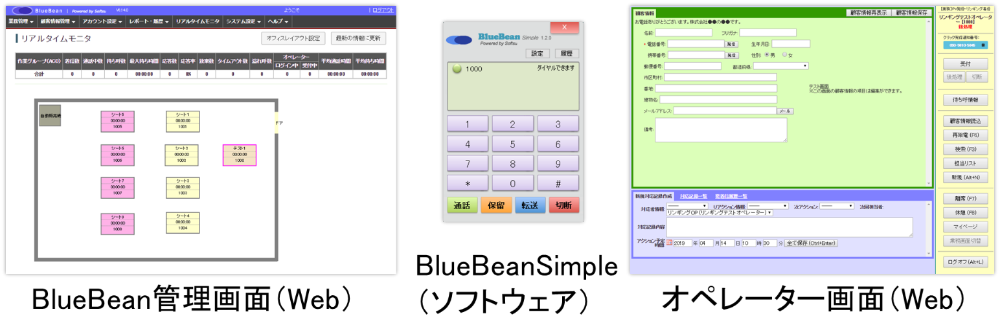 BlueBean | Powered by Softsu V8.14.0 ようこそ | ログアウト
業務管理 顧客情報管理 アカウント設定 レポート・履歴 リアルタイムモニタ システム設定 ヘルプ
リアルタイムモニタ
オフィスレイアウト設定 最新の情報に更新
作業グループ(ACD) 着信数 通話中数 待ち呼数 最大待ち時間 応答数 応答率 放棄数 タイムアウト数 溢れ呼数 オペレーター 平均通話時間 平均待ち時間
ログイン中 受付中
合計 0 0 0 00:00:00 0 0% 0 0 0 0 0 00:00:00 00:00:00
自動販売機
ドア
シート5
00:00:00
1005
シート1
00:00:00
1001
シート6
00:00:00
1006
シート2
00:00:00
1002
テスト1
00:00:00
1000
シート7
00:00:00
1007
シート3
00:00:00
1003
シート8
00:00:00
1008
シート4
00:00:00
1004
BlueBean管理画面(Web)
X
BlueBean Simple 1.2.0
Powered by Softsu
設定 履歴
1000 ダイヤルできます
1 2 3
4 5 6
7 8 9
* 0 #
通話 保留 転送 切断
BlueBeanSimple
(ソフトウェア)
顧客情報 顧客情報再表示 顧客情報保存
お電話ありがとうございます。株式会社●●の●●です。
名前: フリガナ:
*電話番号: 発信 生年月日:
携帯番号: 発信 性別: 男 女
郵便番号: 都道府県:
市区町村:
番地:
建物名:
メールアドレス: メール
備考:
テスト画面
※この画面の顧客情報の項目は編集ができます。
新規対応記録作成 対応記録一覧 発着信履歴一覧
対応者情報: ------ リアクション情報: ------ 次アクション: ------ 次回担当者:
リンギングOP (リンギングテストオペレーター)
対応記録内容
アクション予定時間 2019 年 04 月 14 日 10 時 30 分 全て保存 (Ctrl+Enter)
【業務】PV発信・リンギング着信
リンギングテストオペレーター [1000]
後処理
クリック発信通知番号:
受付
後処理 切断
待ち呼情報
顧客情報読込
再架電 (F6)
検索 (F3)
担当リスト
新規 (Alt+N)
離席 (F7)
休憩 (F8)
マイページ
業務画面切替
ログオフ(Alt+L)
オペレーター画面(Web)